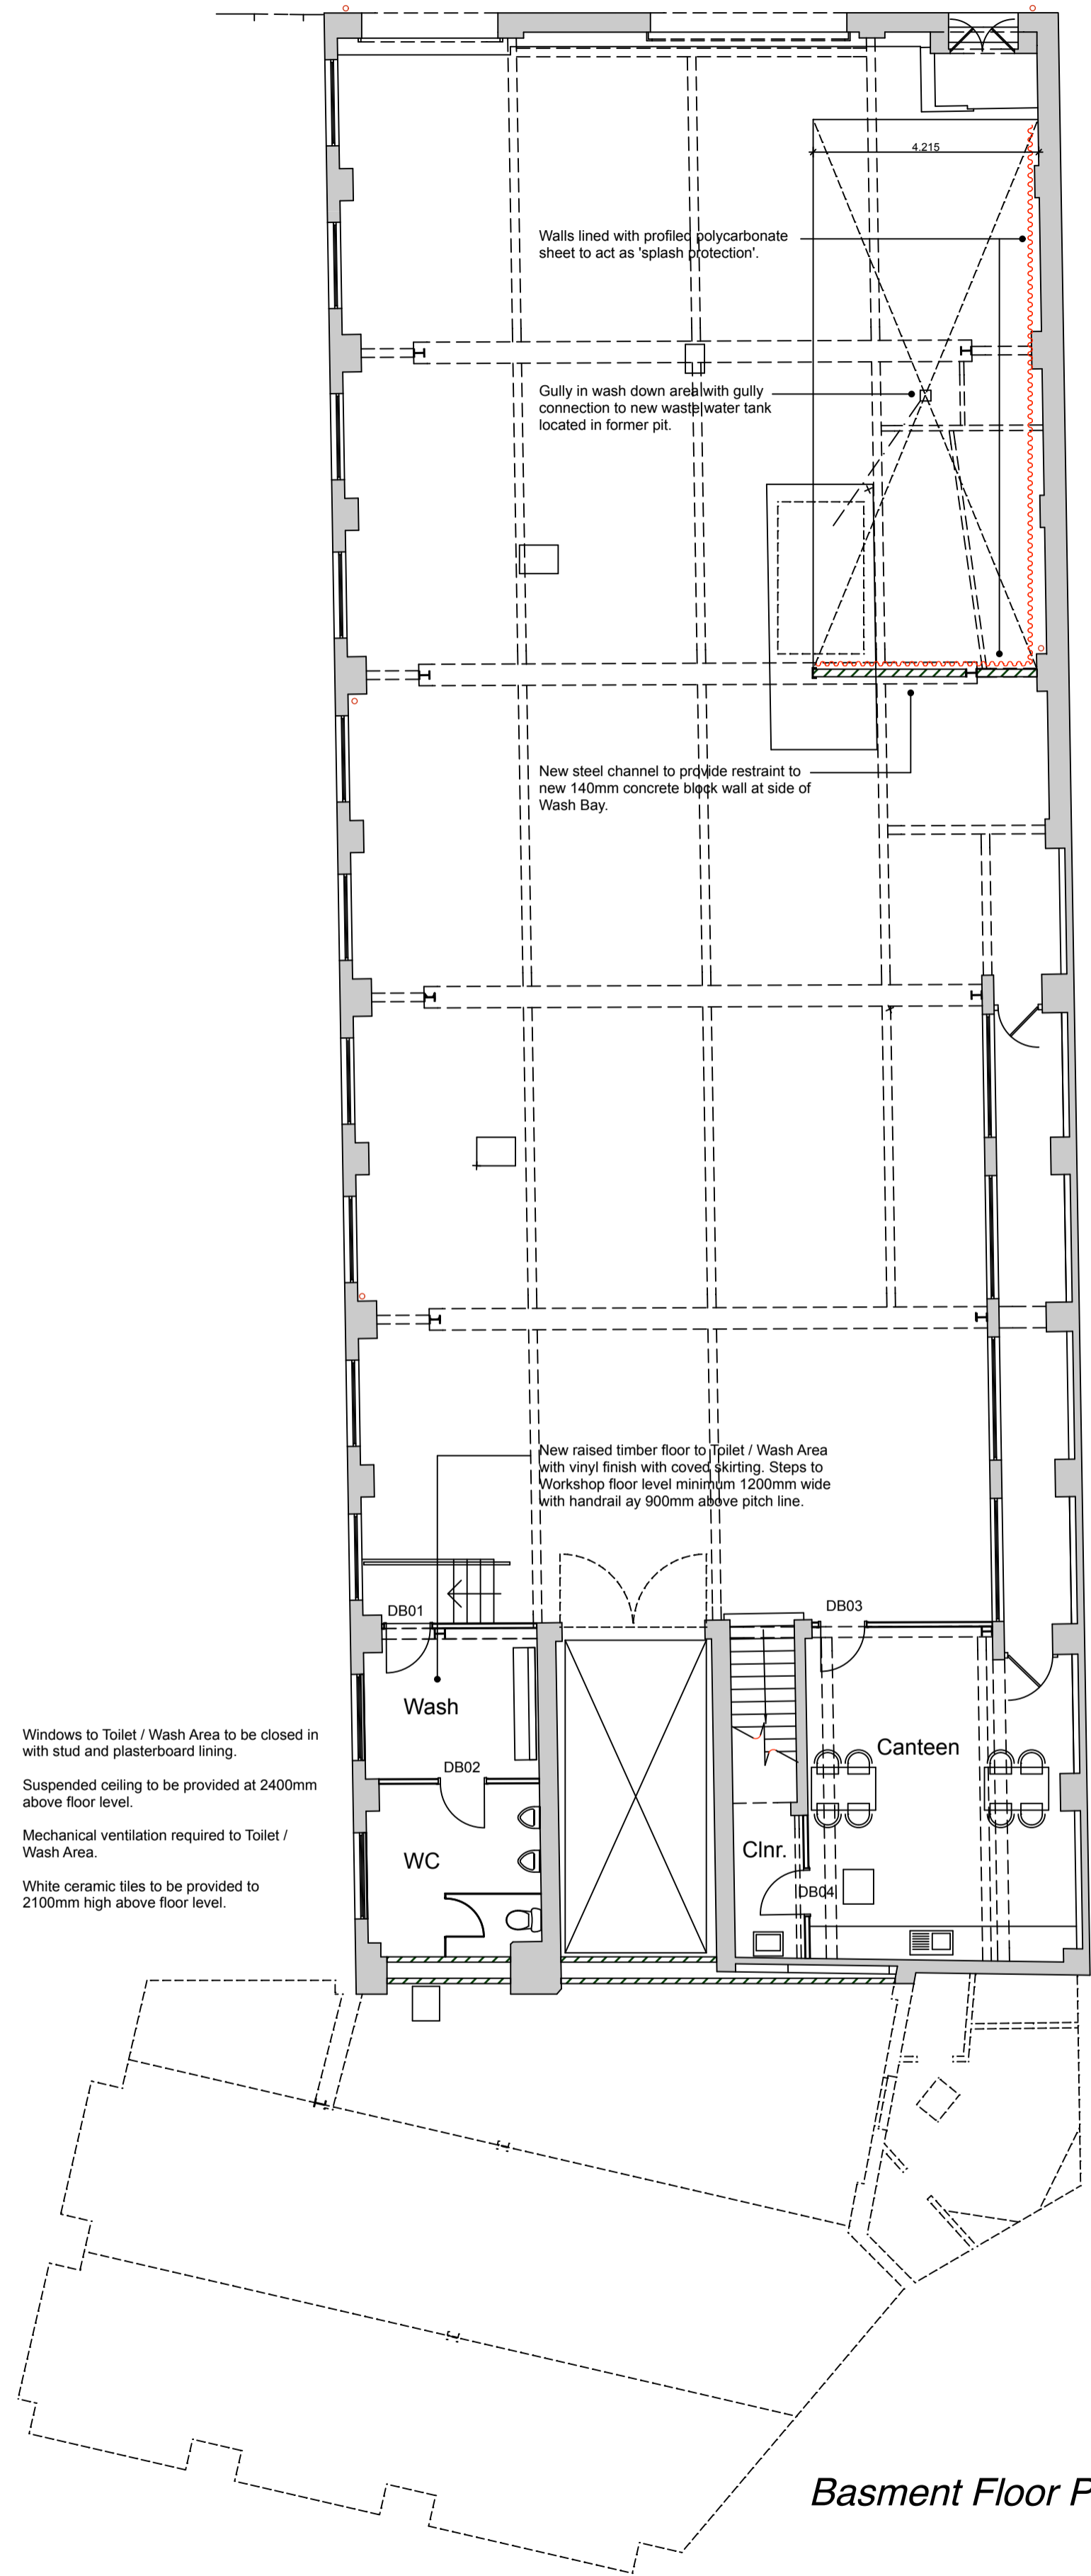 4.215
Walls lined with profiled polycarbonate
sheet to act as 'splash protection'.
Gully in wash down area with gully
connection to new waste water tank
located in former pit.
New steel channel to provide restraint to
new 140mm concrete block wall at side of
Wash Bay.
New raised timber floor to Toilet / Wash Area
with vinyl finish with coved skirting. Steps to
Workshop floor level minimum 1200mm wide
with handrail ay 900mm above pitch line.
DB01
DB03
Wash
Windows to Toilet / Wash Area to be closed in
with stud and plasterboard lining.
Suspended ceiling to be provided at 2400mm
above floor level.
Mechanical ventilation required to Toilet /
Wash Area.
White ceramic tiles to be provided to
2100mm high above floor level.
DB02
Canteen
WC
Clnr.
DB04
Basment Floor P